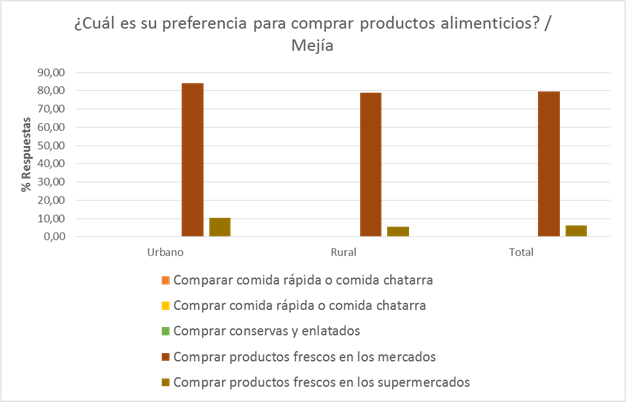 ¿Cuál es su preferencia para comprar productos alimenticios? /
Mejía
% Respuestas
90,00
80,00
70,00
60,00
50,00
40,00
30,00
20,00
10,00
0,00
Urbano
Rural
Total
Comparar comida rápida o comida chatarra
Comprar comida rápida o comida chatarra
Comprar conservas y enlatados
Comprar productos frescos en los mercados
Comprar productos frescos en los supermercados